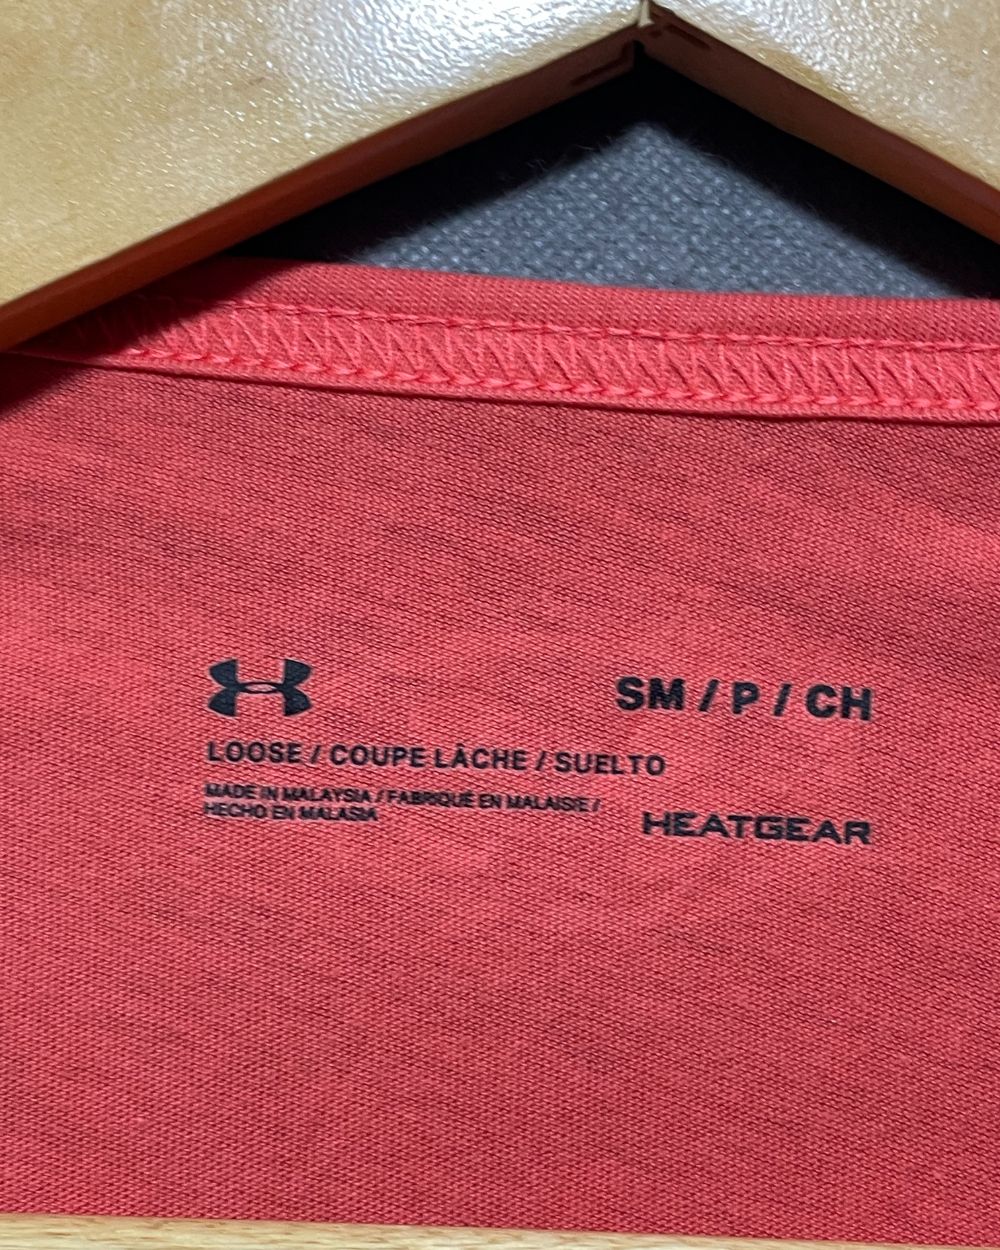 SM / P / CH
LOOSE / COUPE LÂCHE / SUELTO
MADE IN MALAYSIA / FABRIQUÉ EN MALAISIE /
HECHO EN MALASIA
HEATGEAR